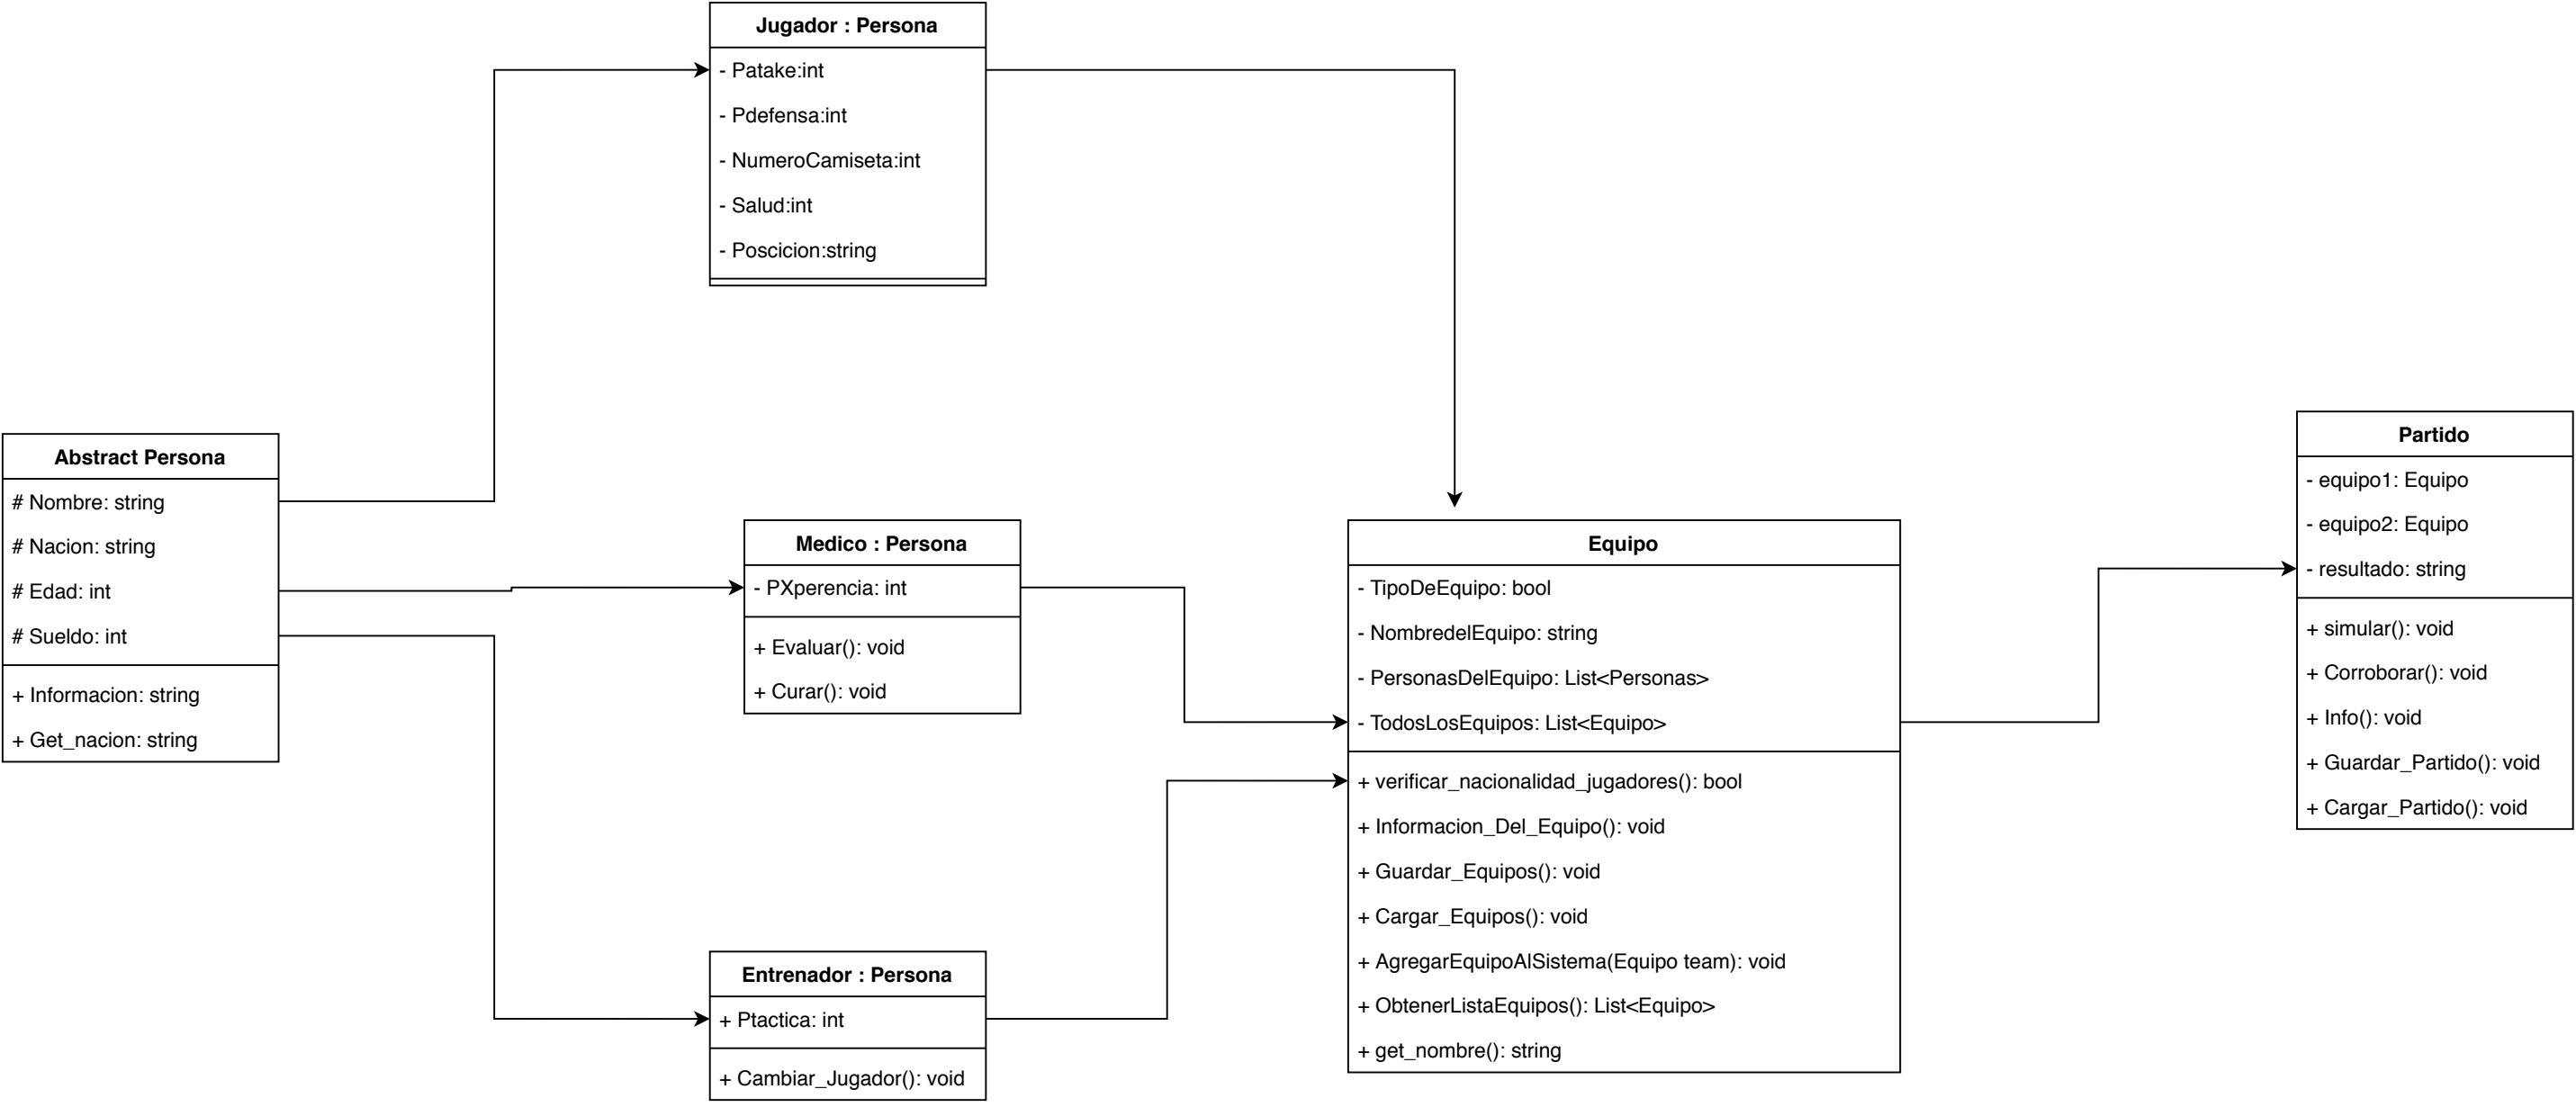 Jugador : Persona
- Patake:int
- Pdefensa:int
- NumeroCamiseta:int
- Salud:int
- Poscicion:string
Abstract Persona
# Nombre: string
# Nacion: string
# Edad: int
# Sueldo: int
+ Informacion: string
+ Get_nacion: string
Medico : Persona
- PXperencia: int
+ Evaluar(): void
+ Curar(): void
Entrenador : Persona
+ Ptactica: int
+ Cambiar_Jugador(): void
Equipo
- TipoDeEquipo: bool
- NombredelEquipo: string
- PersonasDelEquipo: List<Personas>
- TodosLosEquipos: List<Equipo>
+ verificar_nacionalidad_jugadores(): bool
+ Informacion_Del_Equipo(): void
+ Guardar_Equipos(): void
+ Cargar_Equipos(): void
+ AgregarEquipoAlSistema(Equipo team): void
+ ObtenerListaEquipos(): List<Equipo>
+ get_nombre(): string
Partido
- equipo1: Equipo
- equipo2: Equipo
- resultado: string
+ simular(): void
+ Corroborar(): void
+ Info(): void
+ Guardar_Partido(): void
+ Cargar_Partido(): void